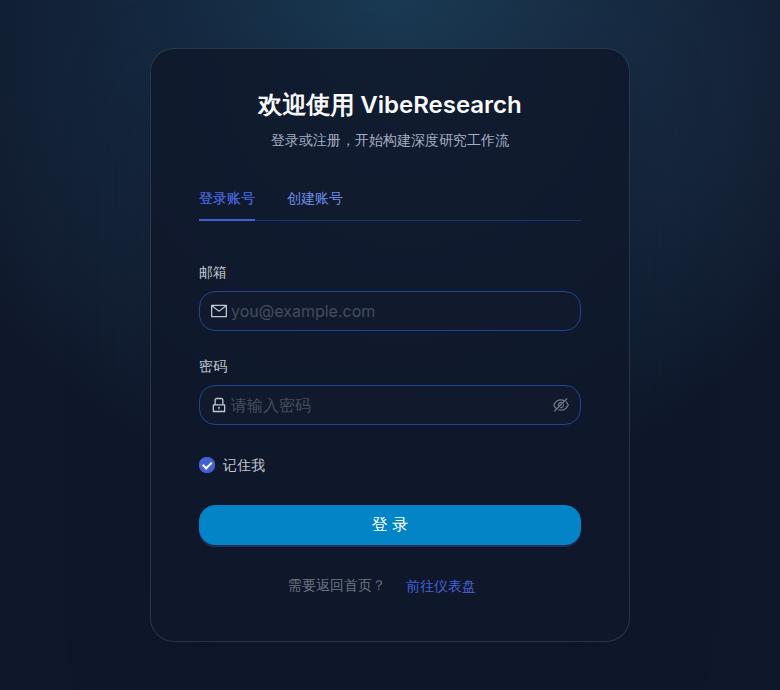 欢迎使用 VibeResearch
登录或注册，开始构建深度研究工作流
登录账号 创建账号
邮箱
you@example.com
密码
请输入密码
记住我
登 录
需要返回首页？ 前往仪表盘